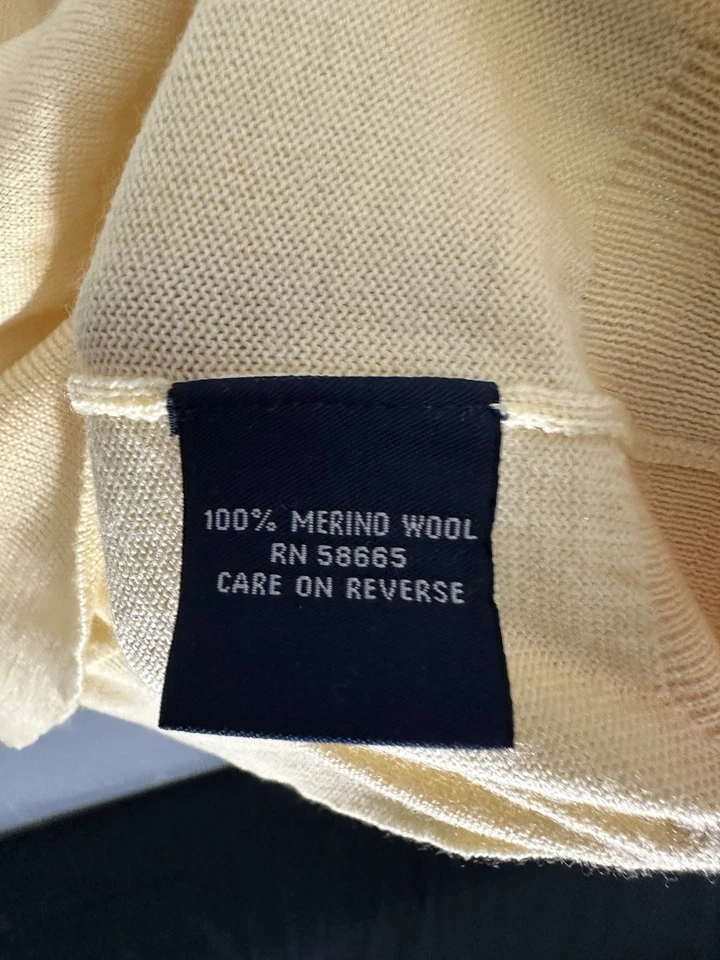 100% MERINO WOOL
RN 58665
CARE ON REVERSE